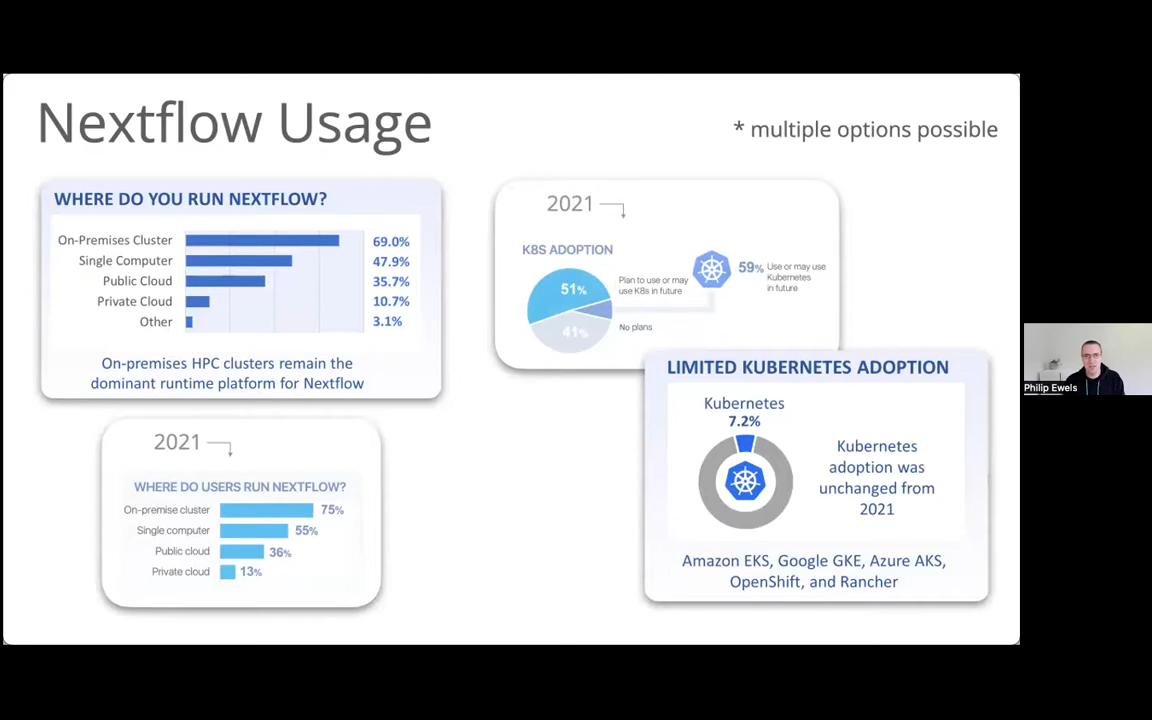 Nextflow Usage
* multiple options possible
WHERE DO YOU RUN NEXTFLOW?
On-Premises Cluster 69.0%
Single Computer 47.9%
Public Cloud 35.7%
Private Cloud 10.7%
Other 3.1%
On-premises HPC clusters remain the
dominant runtime platform for Nextflow
2021
WHERE DO USERS RUN NEXTFLOW?
On-premise cluster 75%
Single computer 55%
Public cloud 36%
Private cloud 13%
2021
K8S ADOPTION
51%
41%
Plan to use or may
use K8s in future
No plans
59% Use or may use
Kubernetes
in future
LIMITED KUBERNETES ADOPTION
Kubernetes
7.2%
Kubernetes
adoption was
unchanged from
2021
Amazon EKS, Google GKE, Azure AKS,
OpenShift, and Rancher
Philip Ewels